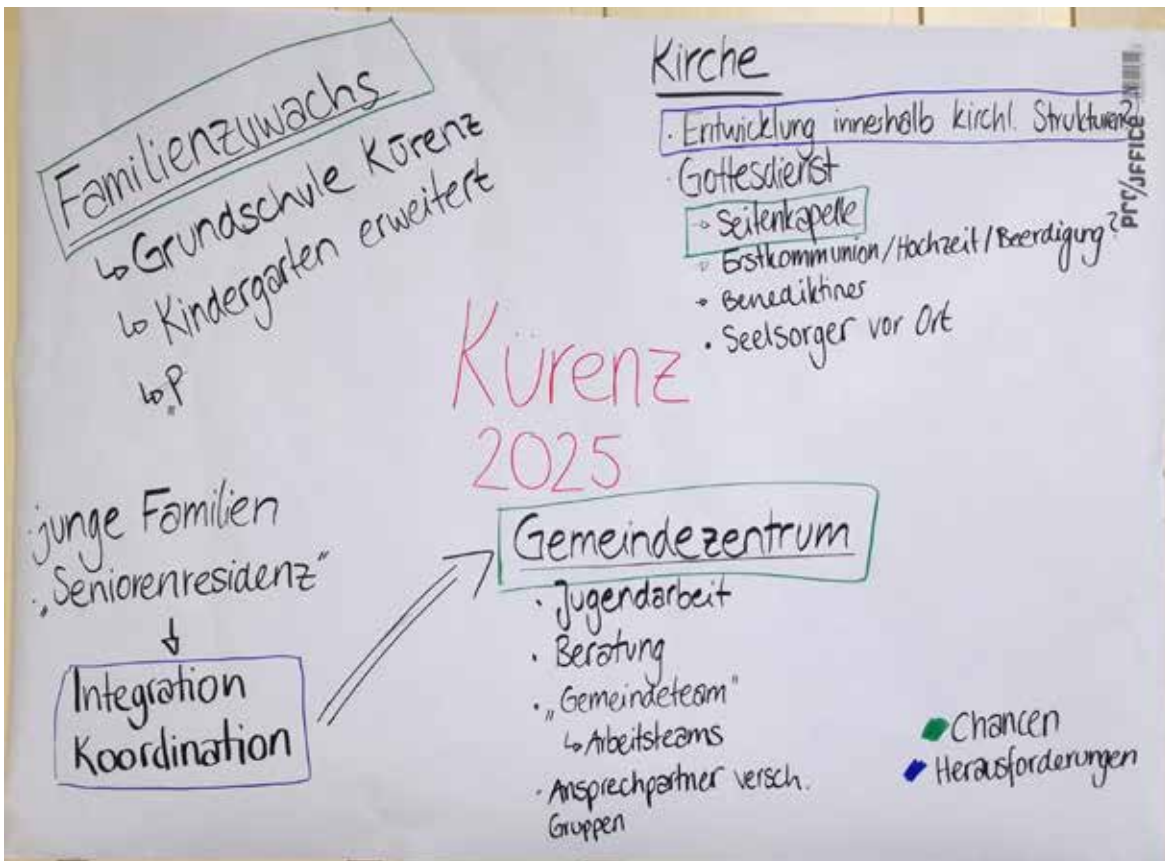 Familienzuwachs
↳ Grundschule Kürenz
↳ Kindergarten erweitert
↳ "P
Kirche
· Entwicklung inneshalb kirchl. Strukturen?
· Gottesdienst
→ Seitenkapelle
→ Erstkommunion/Hochzeit/Beerdigung?
→ Benediktiner
· Seelsorger vor Ort
Kürenz
2025
· junge Familien
· „Seniorenresidenz“
↓
Integration
Koordination
Gemeindezentrum
· Jugendarbeit
· Beratung
· „Gemeindeteam“
↳ Arbeitsteams
· Ansprechpartner versch.
Gruppen
Chancen
Herausforderungen